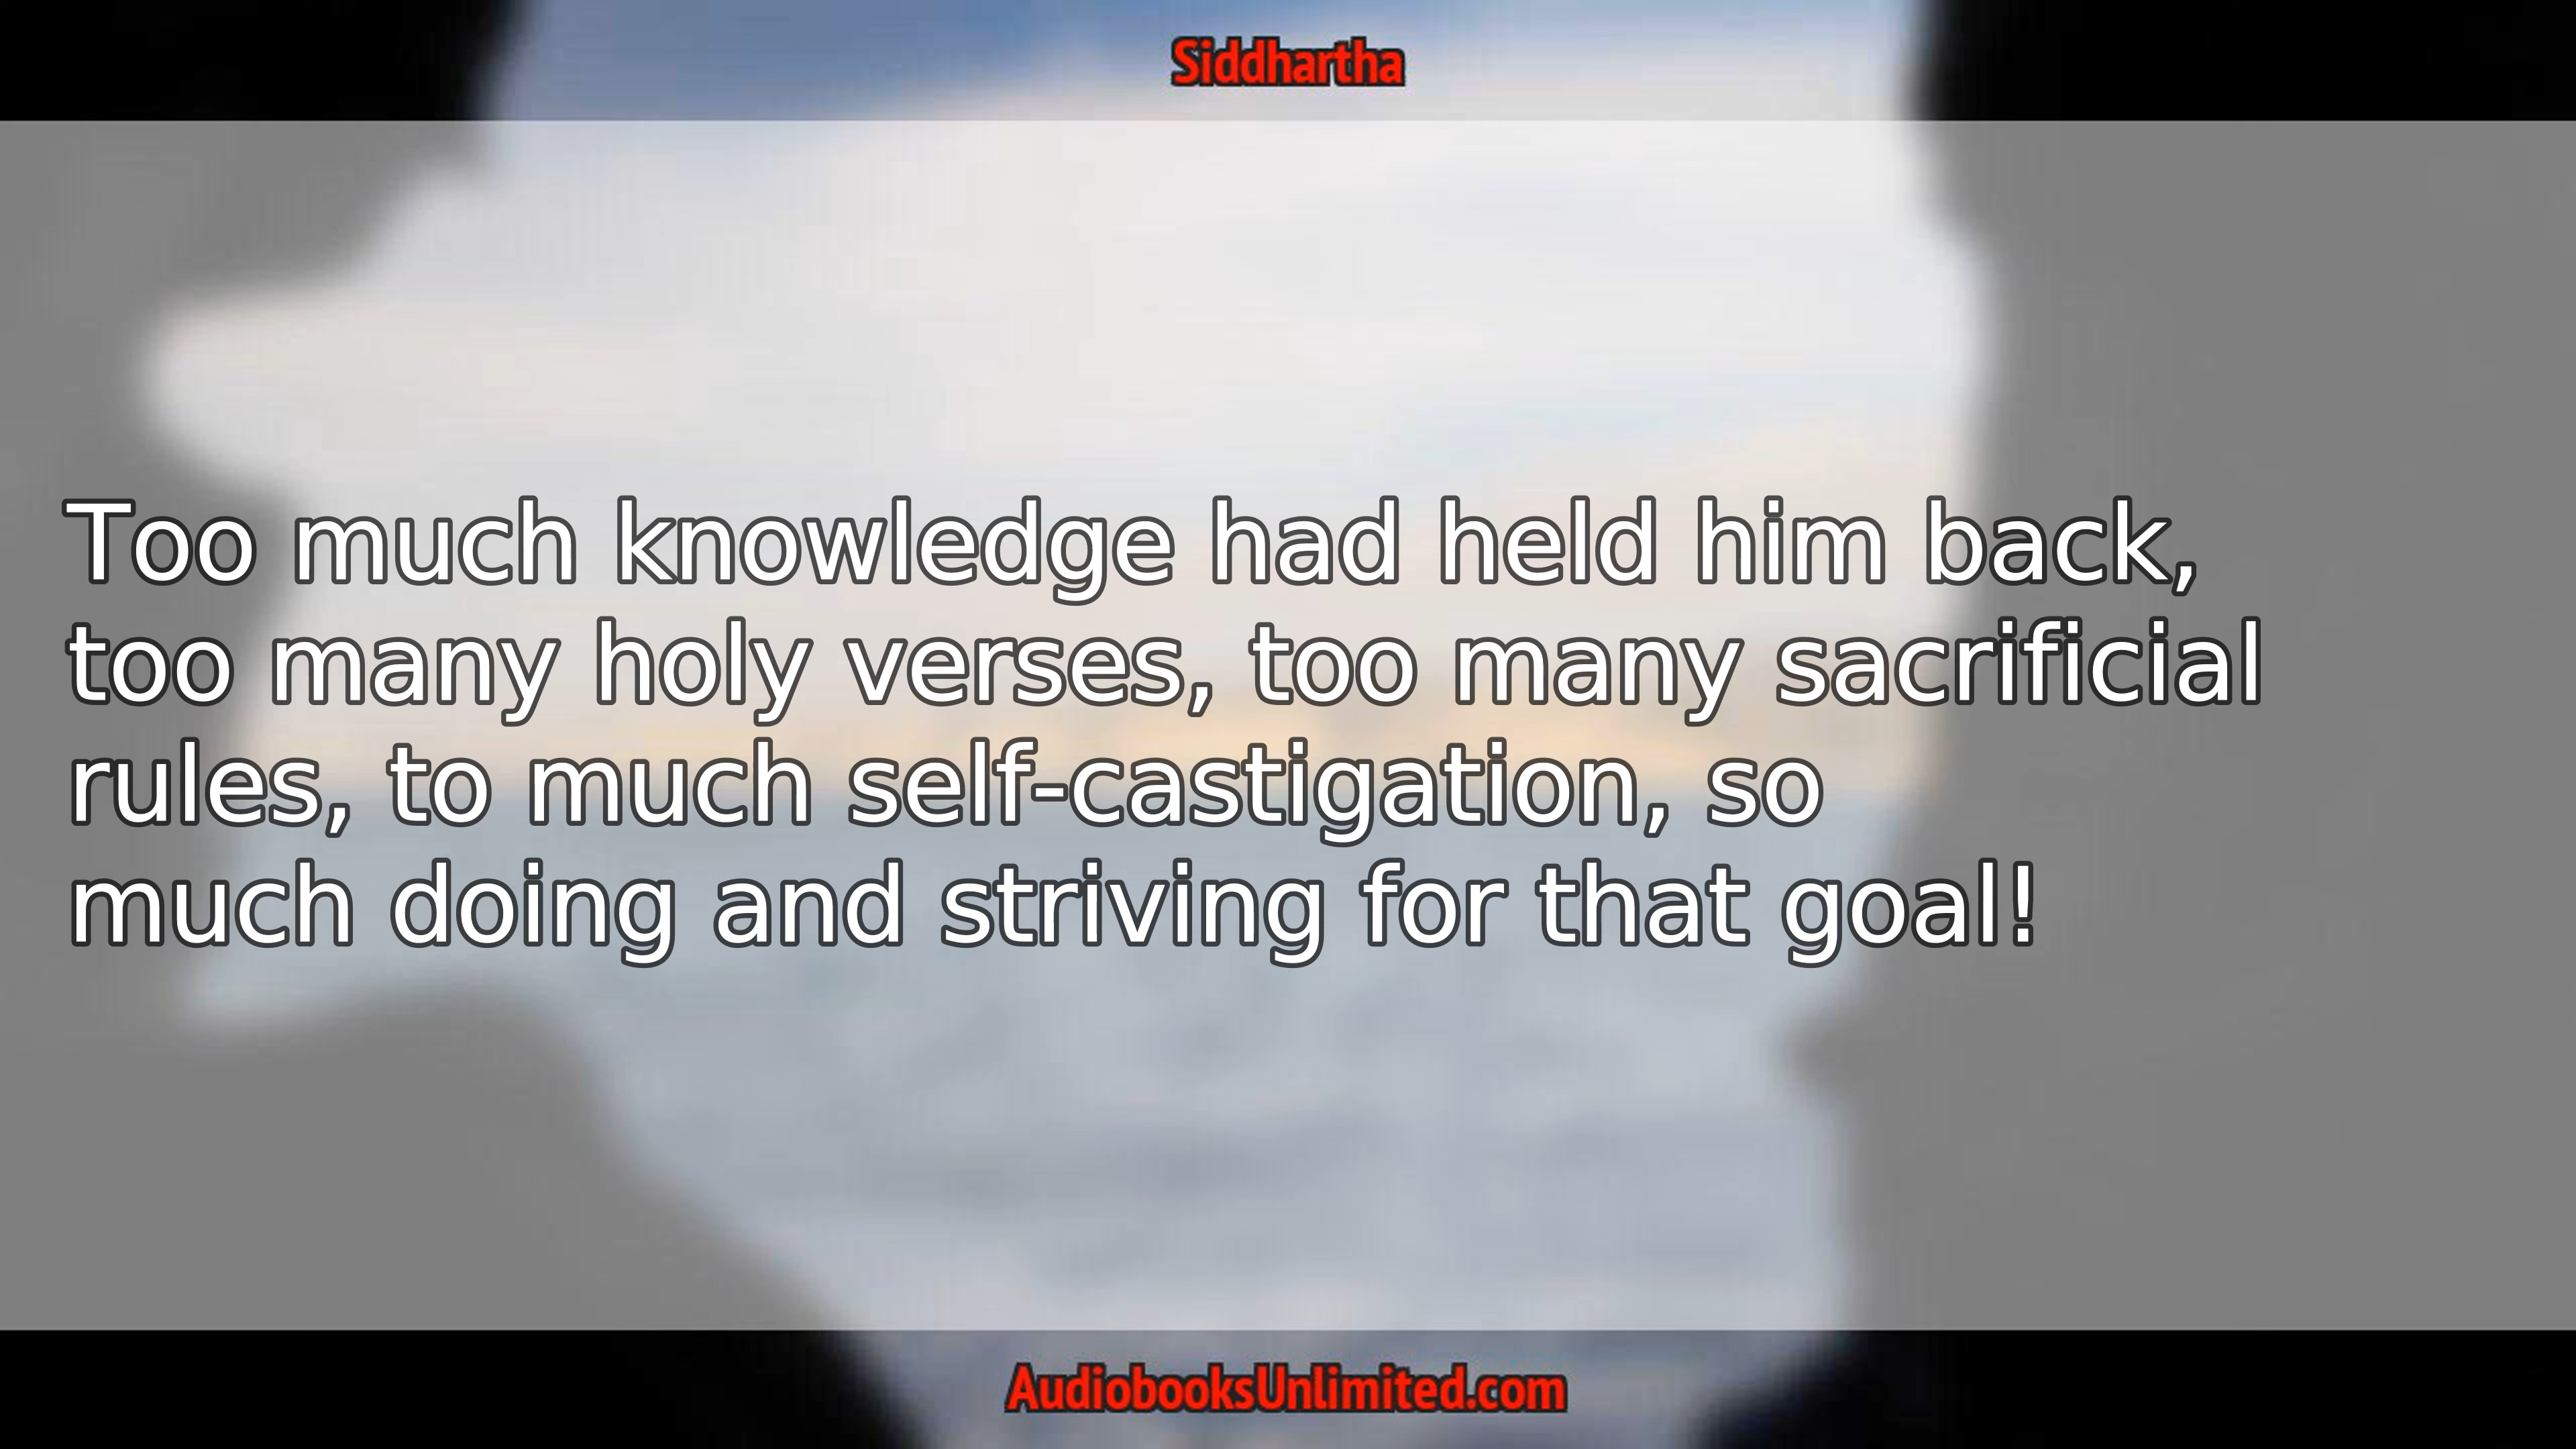 Siddhartha
Too much knowledge had held him back,
too many holy verses, too many sacrificial
rules, to much self-castigation, so
much doing and striving for that goal!
AudiobooksUnlimited.com